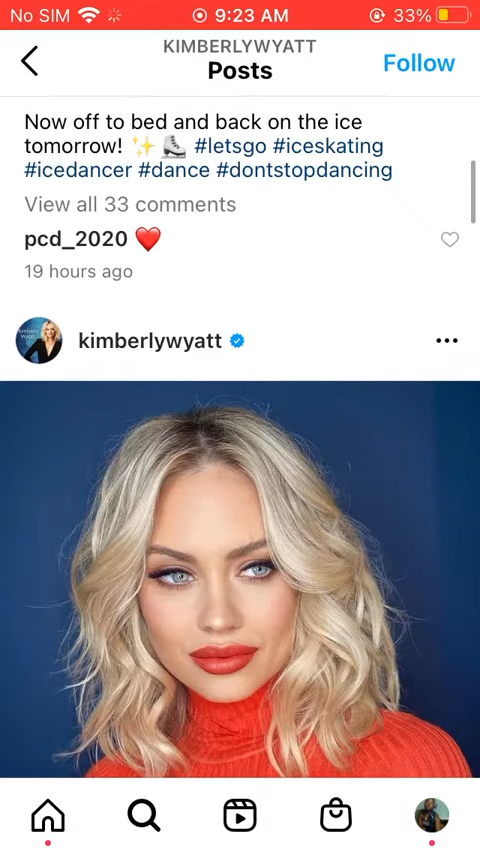 No SIM 9:23 AM 33%
KIMBERLYWYATT
Posts
Follow
Now off to bed and back on the ice
tomorrow! ✨ ⛸️ #letsgo #iceskating
#icedancer #dance #dontstopdancing
View all 33 comments
pcd_2020 ❤️
19 hours ago
kimberlywyatt